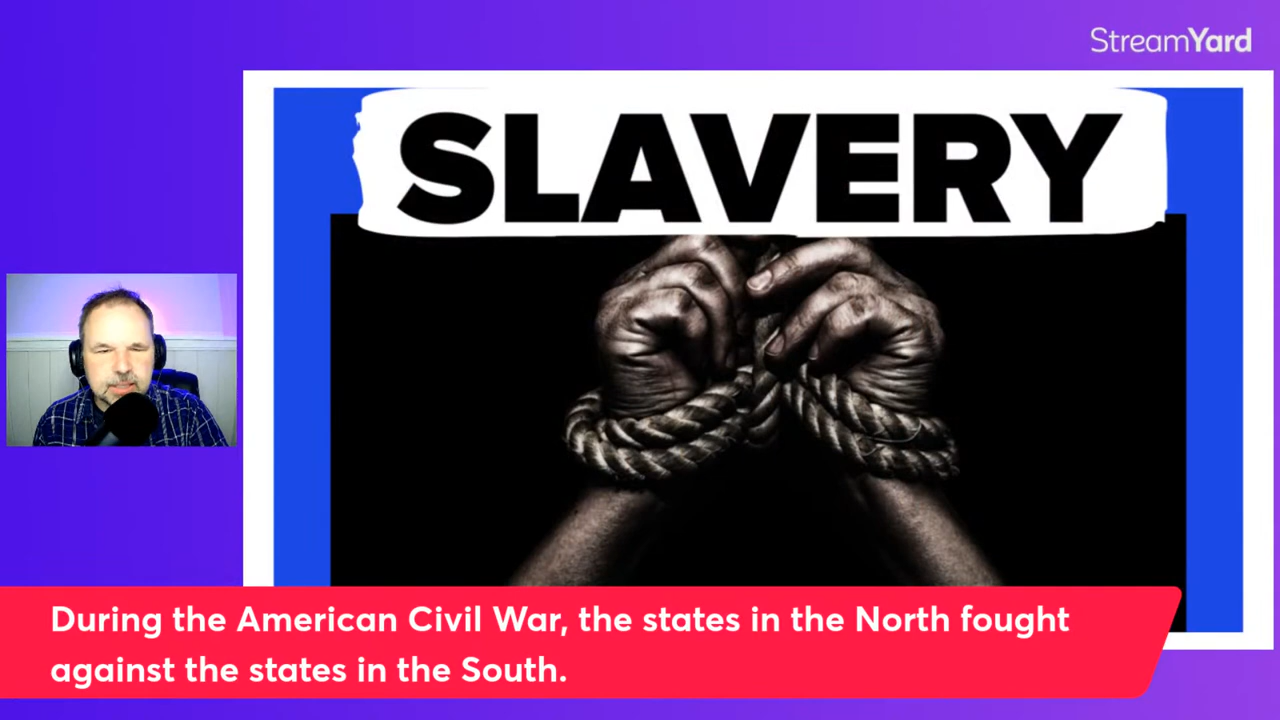 StreamYard
SLAVERY
During the American Civil War, the states in the North fought
against the states in the South.